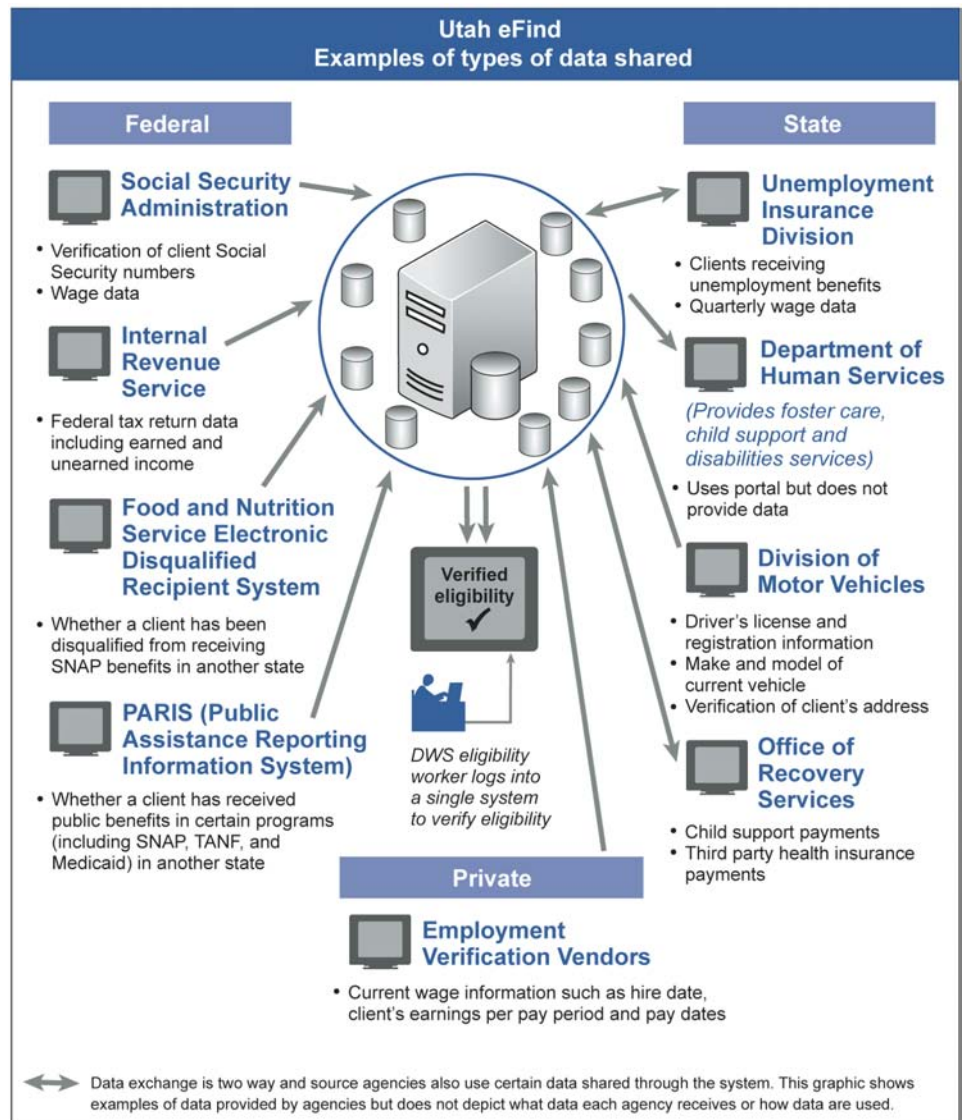 Utah eFind
Examples of types of data shared
Federal
Social Security
Administration
• Verification of client Social
Security numbers
• Wage data
Internal
Revenue
Service
• Federal tax return data
including earned and
unearned income
Food and Nutrition
Service Electronic
Disqualified
Recipient System
• Whether a client has been
disqualified from receiving
SNAP benefits in another state
PARIS (Public
Assistance Reporting
Information System)
• Whether a client has received
public benefits in certain programs
(including SNAP, TANF, and
Medicaid) in another state
Verified
eligibility
DWS eligibility
worker logs into
a single system
to verify eligibility
State
Unemployment
Insurance
Division
• Clients receiving
unemployment benefits
• Quarterly wage data
Department of
Human Services
(Provides foster care,
child support and
disabilities services)
• Uses portal but does not
provide data
Division of
Motor Vehicles
• Driver's license and
registration information
• Make and model of
current vehicle
• Verification of client's address
Office of
Recovery
Services
• Child support payments
• Third party health insurance
payments
Private
Employment
Verification Vendors
• Current wage information such as hire date,
client's earnings per pay period and pay dates
Data exchange is two way and source agencies also use certain data shared through the system. This graphic shows
examples of data provided by agencies but does not depict what data each agency receives or how data are used.